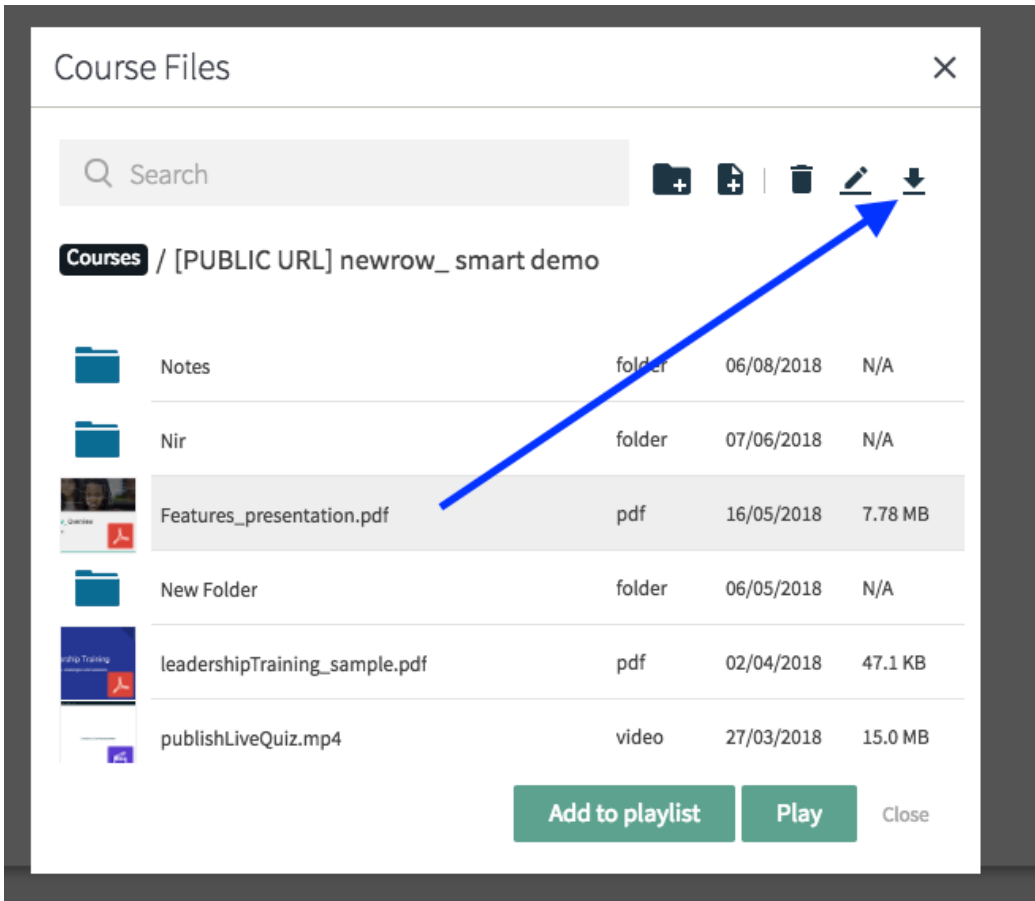 Course Files
Search
Courses / [PUBLIC URL] newrow_ smart demo
Notes folder 06/08/2018 N/A
Nir folder 07/06/2018 N/A
Features_presentation.pdf pdf 16/05/2018 7.78 MB
New Folder folder 06/05/2018 N/A
leadershipTraining_sample.pdf pdf 02/04/2018 47.1 KB
publishLiveQuiz.mp4 video 27/03/2018 15.0 MB
Add to playlist Play Close